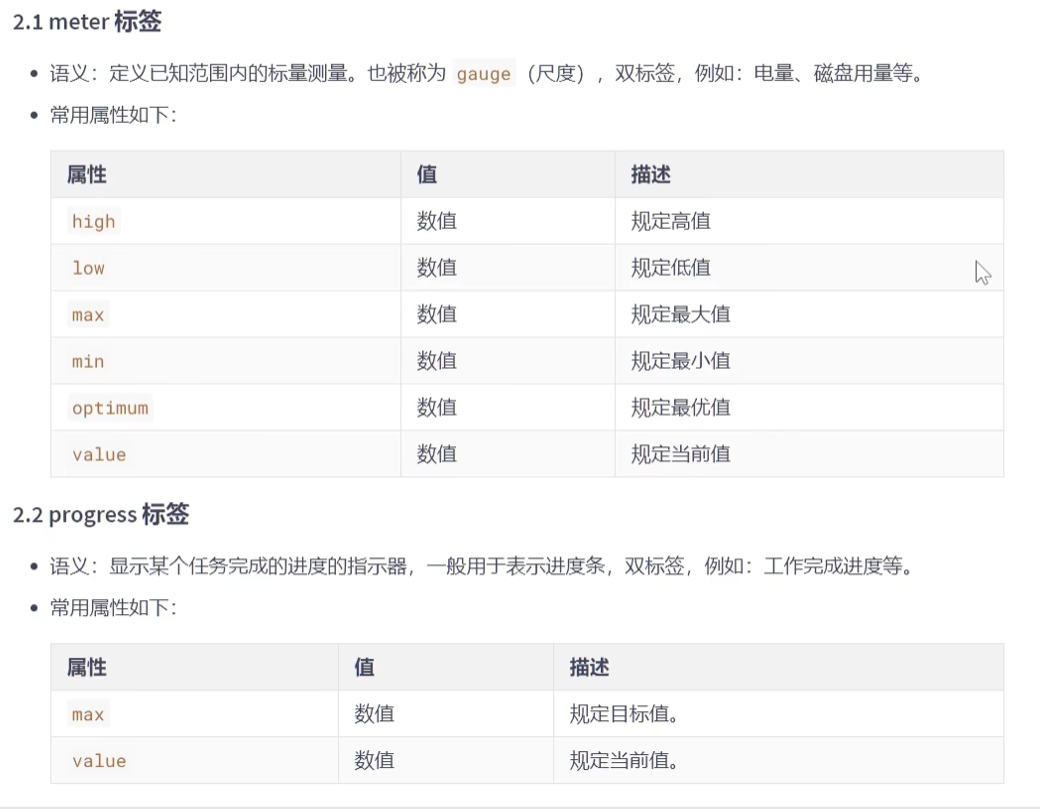 2.1 meter 标签
语义：定义已知范围内的标量测量。也被称为 gauge（尺度），双标签，例如：电量、磁盘用量等。
常用属性如下：
属性 值 描述
high 数值 规定高值
low 数值 规定低值
max 数值 规定最大值
min 数值 规定最小值
optimum 数值 规定最优值
value 数值 规定当前值
2.2 progress 标签
语义：显示某个任务完成的进度的指示器，一般用于表示进度条，双标签，例如：工作完成进度等。
常用属性如下：
属性 值 描述
max 数值 规定目标值。
value 数值 规定当前值。